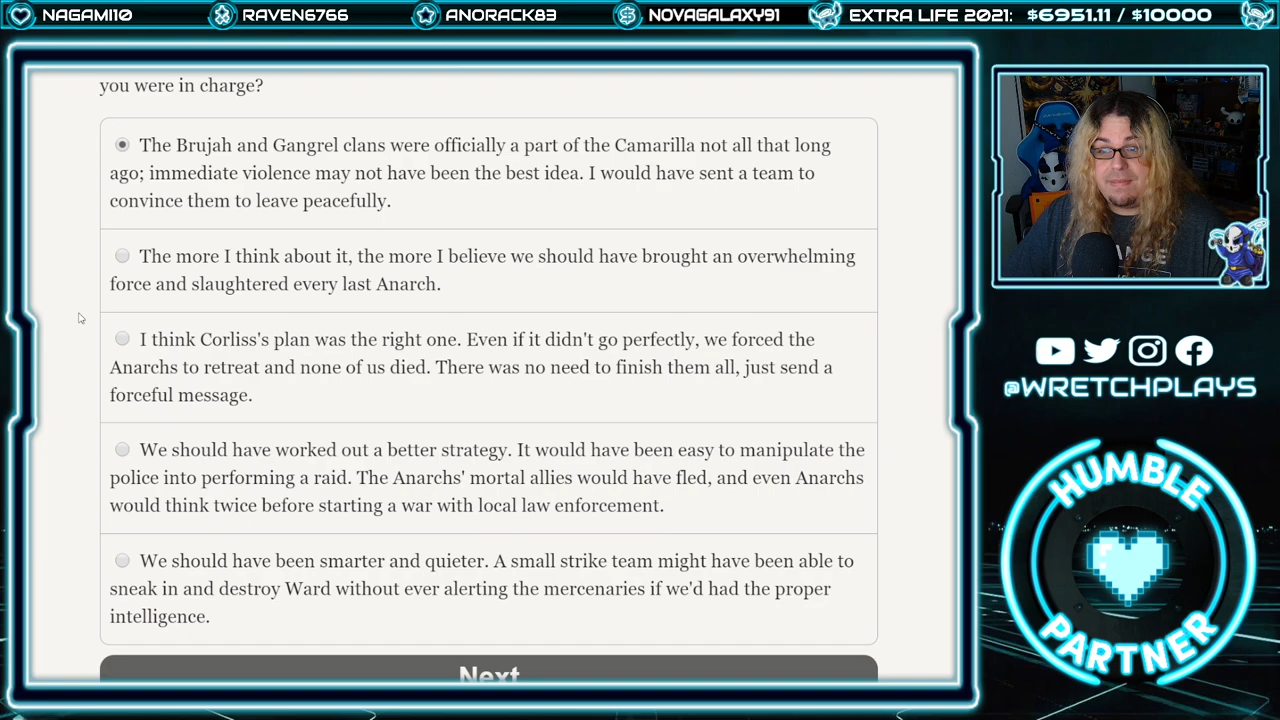 NAGAMI10 RAVEN6766 ANORACK83 NOVAGALAXY91 EXTRA LIFE 2021: $6951.11 / $10000
you were in charge?
The Brujah and Gangrel clans were officially a part of the Camarilla not all that long
ago; immediate violence may not have been the best idea. I would have sent a team to
convince them to leave peacefully.
The more I think about it, the more I believe we should have brought an overwhelming
force and slaughtered every last Anarch.
I think Corliss's plan was the right one. Even if it didn't go perfectly, we forced the
Anarchs to retreat and none of us died. There was no need to finish them all, just send a
forceful message.
We should have worked out a better strategy. It would have been easy to manipulate the
police into performing a raid. The Anarchs' mortal allies would have fled, and even Anarchs
would think twice before starting a war with local law enforcement.
We should have been smarter and quieter. A small strike team might have been able to
sneak in and destroy Ward without ever alerting the mercenaries if we'd had the proper
intelligence.
Next
@WRETCHPLAYS
HUMBLE
PARTNER